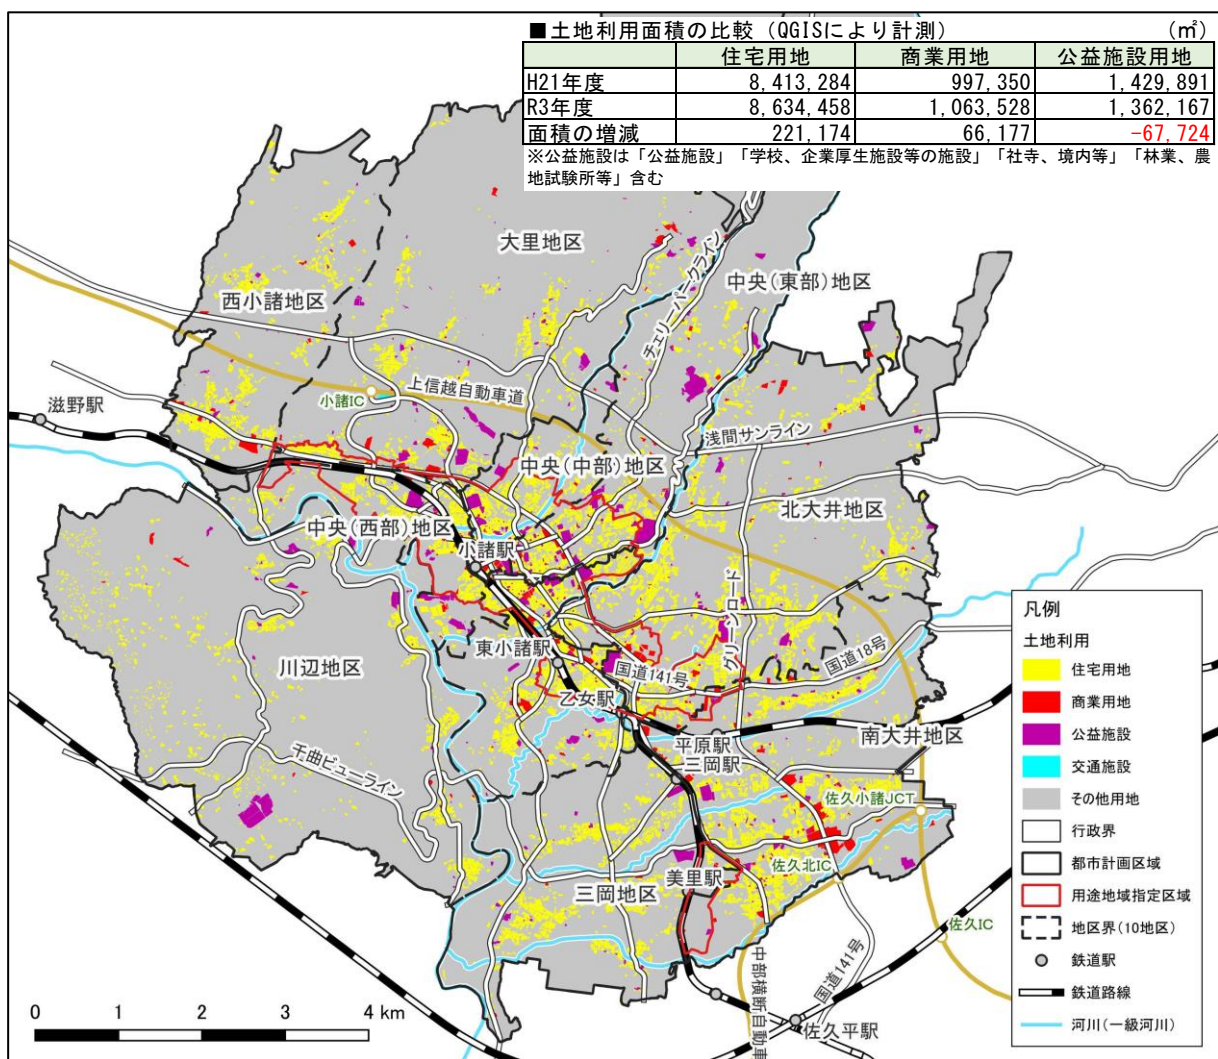 ■土地利用面積の比較（QGISにより計測） （㎡）
住宅用地 商業用地 公益施設用地
H21年度 8,413,284 997,350 1,429,891
R3年度 8,634,458 1,063,528 1,362,167
面積の増減 221,174 66,177 -67,724
※公益施設は「公益施設」「学校、企業厚生施設等の施設」「社寺、境内等」「林業、農
地試験所等」含む
大里地区
チェリーパークライン
中央(東部)地区
西小諸地区
上信越自動車道
小諸IC
滋野駅
浅間サンライン
中央(中部)地区
北大井地区
中央(西部)地区
小諸駅
グリーンロード
東小諸駅
国道141号
国道18号
川辺地区
乙女駅
平原駅
三岡駅
南大井地区
千曲ビューライン
佐久小諸JCT
佐久北IC
美里駅
三岡地区
佐久IC
国道141号
中部横断自動車
佐久平駅
凡例
土地利用
住宅用地
商業用地
公益施設
交通施設
その他用地
行政界
都市計画区域
用途地域指定区域
地区界(10地区)
鉄道駅
鉄道路線
河川(一級河川)
0 1 2 3 4 km